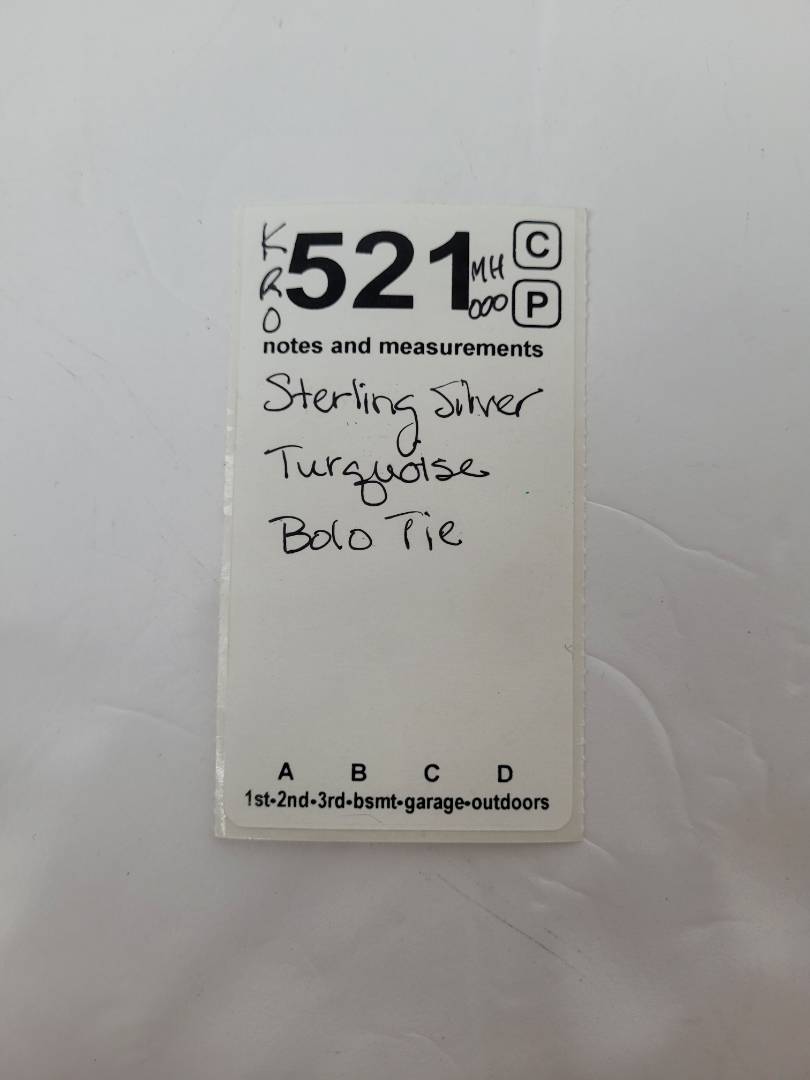 K
R
O
521
MH
000
C
P
notes and measurements
Sterling Silver
Turquoise
Bolo Tie
A B C D
1st-2nd-3rd-bsmt-garage-outdoors